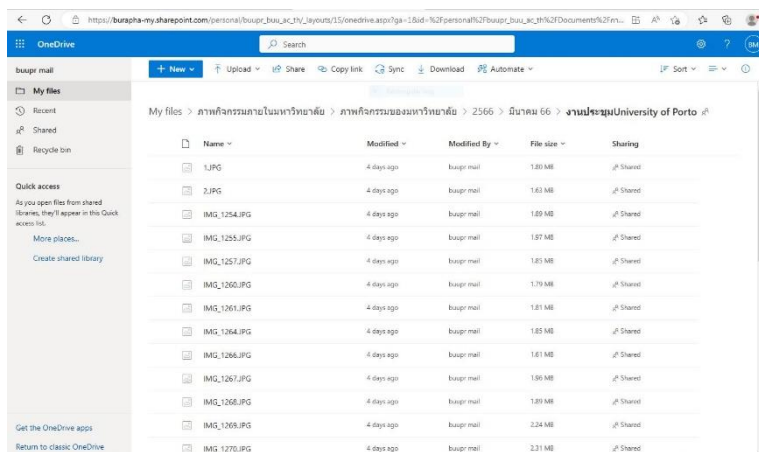 https://burapha-my.sharepoint.com/personal/buupr_buu_ac_th/_layouts/15/onedrive.aspx?ga=1&id=%2Fpersonal%2Fbuupr_buu_ac_th%2FDocuments%2F...
OneDrive
Search
BM
buupr mail
+ New
Upload
Share
Copy link
Sync
Download
Automate
Sort
My files
Recent
Shared
Recycle bin
Quick access
As you open files from shared
libraries, they'll appear in this Quick
access list.
More places...
Create shared library
Get the OneDrive apps
Return to classic OneDrive
My files > ภาพกิจกรรมภายในมหาวิทยาลัย > ภาพกิจกรรมของมหาวิทยาลัย > 2566 > มีนาคม 66 > งานประชุมUniversity of Porto
Name Modified Modified By File size Sharing
1.JPG 4 days ago buupr mail 1.80 MB Shared
2.JPG 4 days ago buupr mail 1.63 MB Shared
IMG_1254.JPG 4 days ago buupr mail 1.89 MB Shared
IMG_1255.JPG 4 days ago buupr mail 1.97 MB Shared
IMG_1257.JPG 4 days ago buupr mail 1.85 MB Shared
IMG_1260.JPG 4 days ago buupr mail 1.79 MB Shared
IMG_1261.JPG 4 days ago buupr mail 1.81 MB Shared
IMG_1264.JPG 4 days ago buupr mail 1.85 MB Shared
IMG_1266.JPG 4 days ago buupr mail 1.61 MB Shared
IMG_1267.JPG 4 days ago buupr mail 1.96 MB Shared
IMG_1268.JPG 4 days ago buupr mail 1.89 MB Shared
IMG_1269.JPG 4 days ago buupr mail 2.24 MB Shared
IMG_1270.JPG 4 days ago buupr mail 2.31 MB Shared